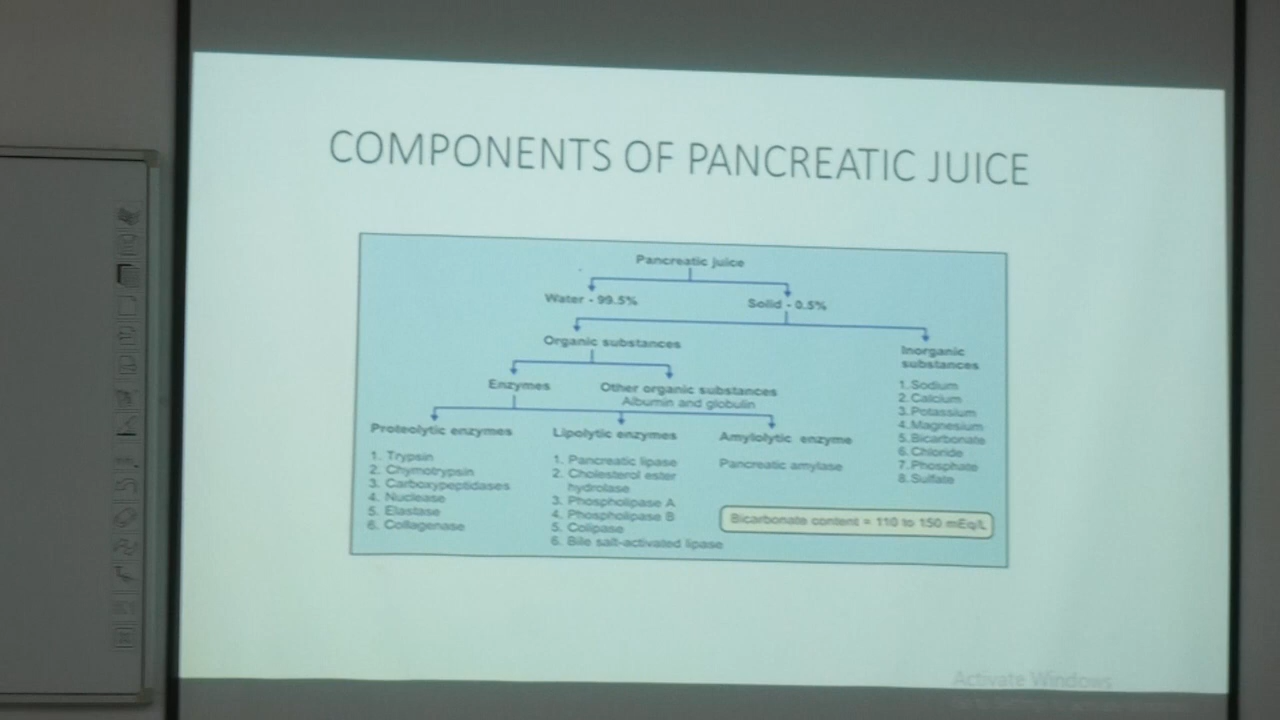 COMPONENTS OF PANCREATIC JUICE
Pancreatic juice
Water - 99.5%
Solid - 0.5%
Organic substances
Inorganic
substances
1. Sodium
2. Calcium
3. Potassium
4. Magnesium
5. Bicarbonate
6. Chloride
7. Phosphate
8. Sulfate
Enzymes
Other organic substances
Albumin and globulin
Proteolytic enzymes
1. Trypsin
2. Chymotrypsin
3. Carboxypeptidases
4. Nuclease
5. Elastase
6. Collagenase
Lipolytic enzymes
1. Pancreatic lipase
2. Cholesterol ester
hydrolase
3. Phospholipase A
4. Phospholipase B
5. Colipase
6. Bile salt-activated lipase
Amylolytic enzyme
Pancreatic amylase
Bicarbonate content = 110 to 150 mEq/L
Activate Windows